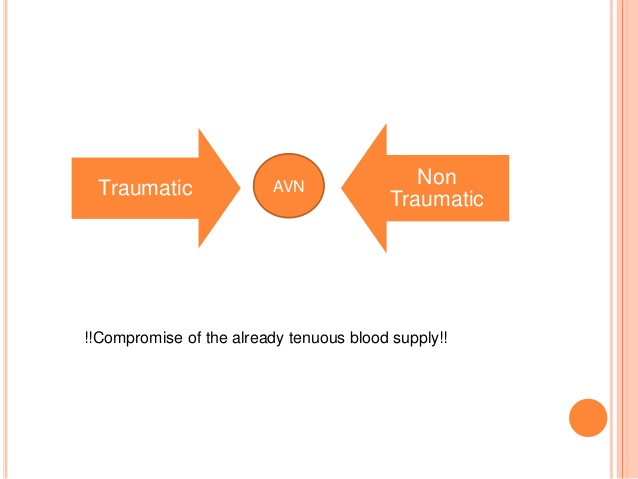 Traumatic
AVN
Non
Traumatic
!!Compromise of the already tenuous blood supply!!